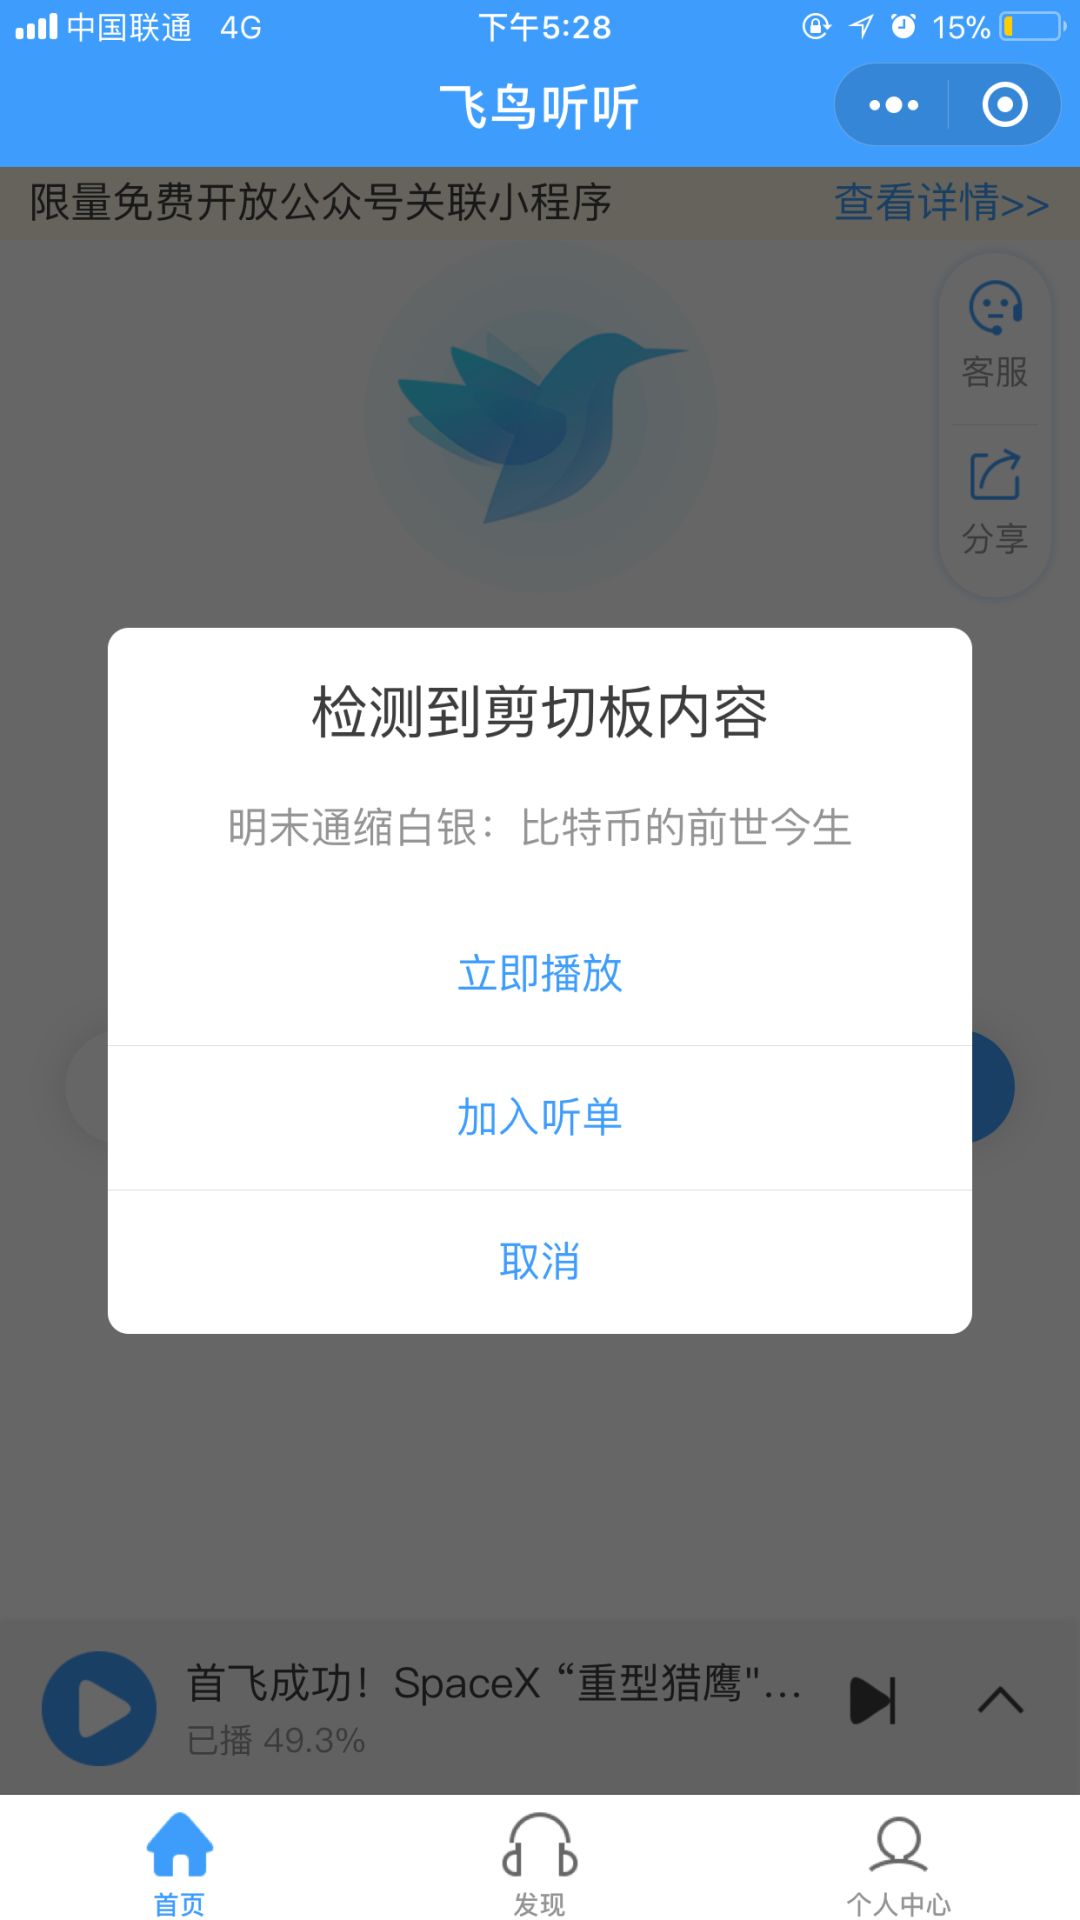 中国联通 4G 下午5:28 15%
飞鸟听听
限量免费开放公众号关联小程序 查看详情>>
客服
分享
检测到剪切板内容
明末通缩白银：比特币的前世今生
立即播放
加入听单
取消
首飞成功！SpaceX “重型猎鹰"...
已播 49.3%
首页 发现 个人中心